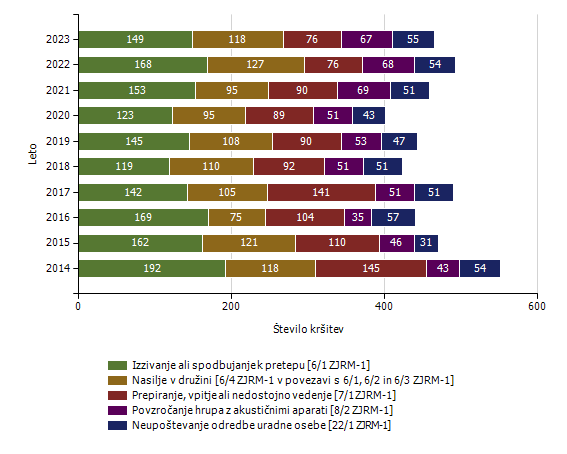 2023 149 118 76 67 55
2022 168 127 76 68 54
2021 153 95 90 69 51
2020 123 95 89 51 43
2019 145 108 90 53 47
2018 119 110 92 51 51
2017 142 105 141 51 51
2016 169 75 104 35 57
2015 162 121 110 46 31
2014 192 118 145 43 54
Leto
0 200 400 600
Število kršitev
Izzivanje ali spodbujanje k pretepu [6/1 ZJRM-1]
Nasilje v družini [6/4 ZJRM-1 v povezavi s 6/1, 6/2 in 6/3 ZJRM-1]
Prepiranje, vpitje ali nedostojno vedenje [7/1 ZJRM-1]
Povzročanje hrupa z akustičnimi aparati [8/2 ZJRM-1]
Neupoštevanje odredbe uradne osebe [22/1 ZJRM-1]